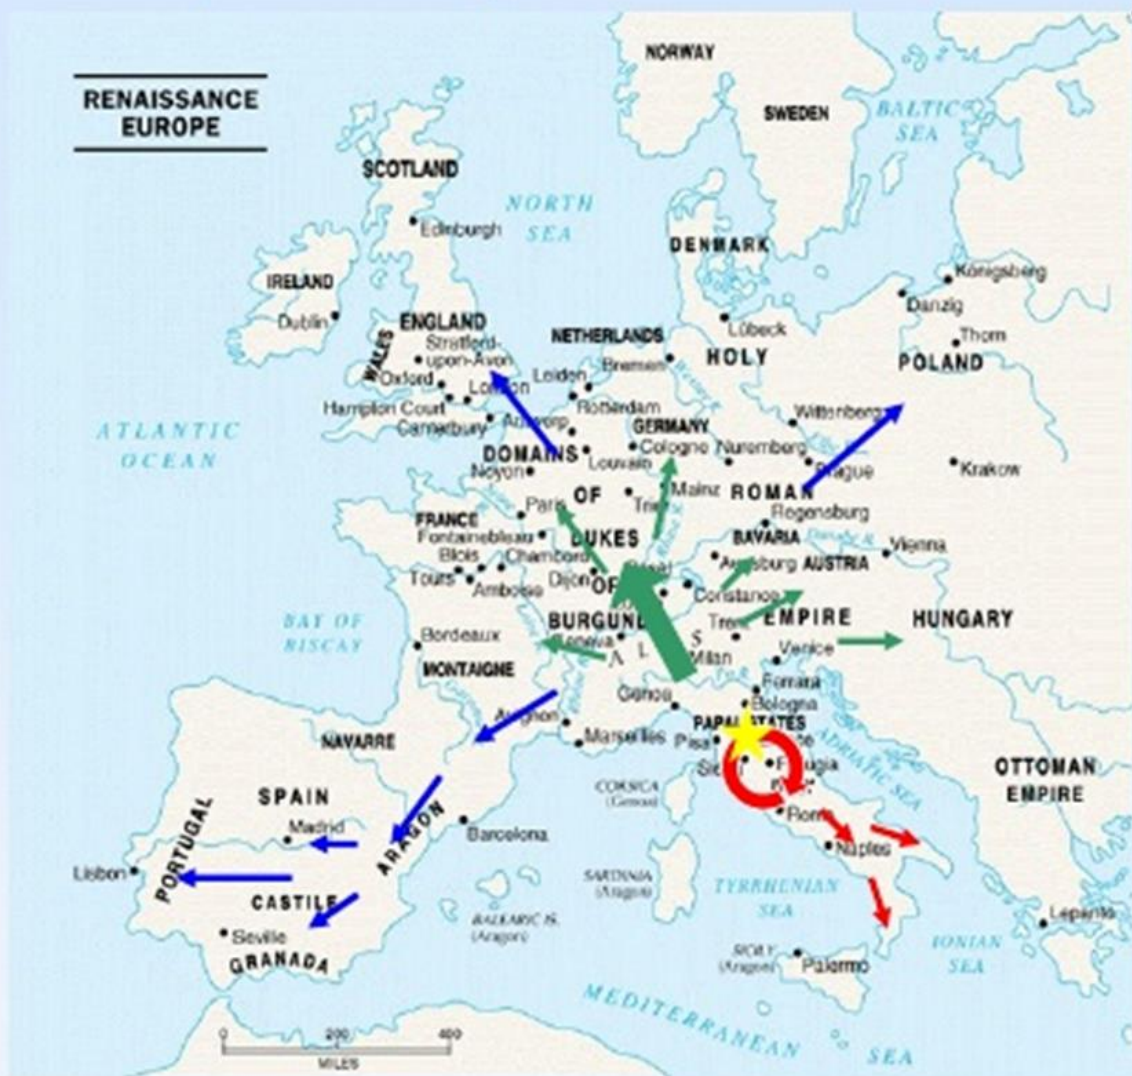 RENAISSANCE
EUROPE
NORWAY
SWEDEN
BALTIC
SEA
SCOTLAND
Edinburgh
NORTH
SEA
DENMARK
IRELAND
Dublin
Königsberg
Danzig
Thorn
POLAND
Lübeck
HOLY
ENGLAND
Stratford-
upon-Avon
WALES
Oxford
London
Hampton Court
Canterbury
NETHERLANDS
Bremen
Leiden
Rotterdam
Antwerp
GERMANY
Cologne
Nuremberg
Wittenberg
Prague
Krakow
ATLANTIC
OCEAN
DOMAINS
Louvain
Noyon
OF
Mainz
ROMAN
Regensburg
Paris
FRANCE
Fontainebleau
DUKES
BAVARIA
Danube R.
Vienna
Blois
Chambord
Augsburg
AUSTRIA
Tours
Amboise
Dijon
OF
Constance
EMPIRE
HUNGARY
BAY OF
BISCAY
Bordeaux
Geneva
A L S
Milan
Venice
MONTAIGNE
Ferrara
Genoa
Bologna
Avignon
Marseilles
PAPAL STATES
Pisa
NAVARRE
ADRIATIC SEA
OTTOMAN
EMPIRE
CORSICA
(Genoa)
SPAIN
Madrid
PORTUGAL
Lisbon
ARAGON
Barcelona
Naples
CASTILE
SARDINIA
(Aragon)
TYRRHENIAN
SEA
BALEARIC IS.
(Aragon)
Seville
GRANADA
SICILY
(Aragon)
Palermo
IONIAN
SEA
Lepanto
MEDITERRANEAN
SEA
0 200 400
MILES